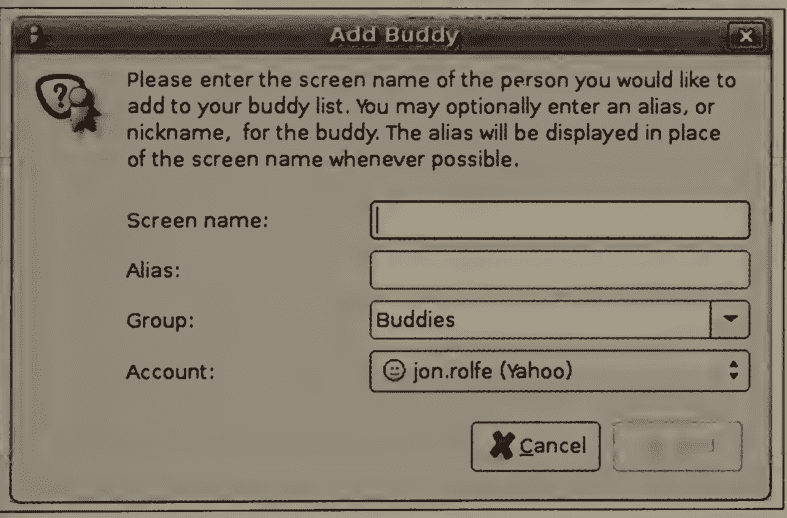 Add Buddy
Please enter the screen name of the person you would like to
add to your buddy list. You may optionally enter an alias, or
nickname, for the buddy. The alias will be displayed in place
of the screen name whenever possible.
Screen name:
Alias:
Group: Buddies
Account: jon.rolfe (Yahoo)
Cancel